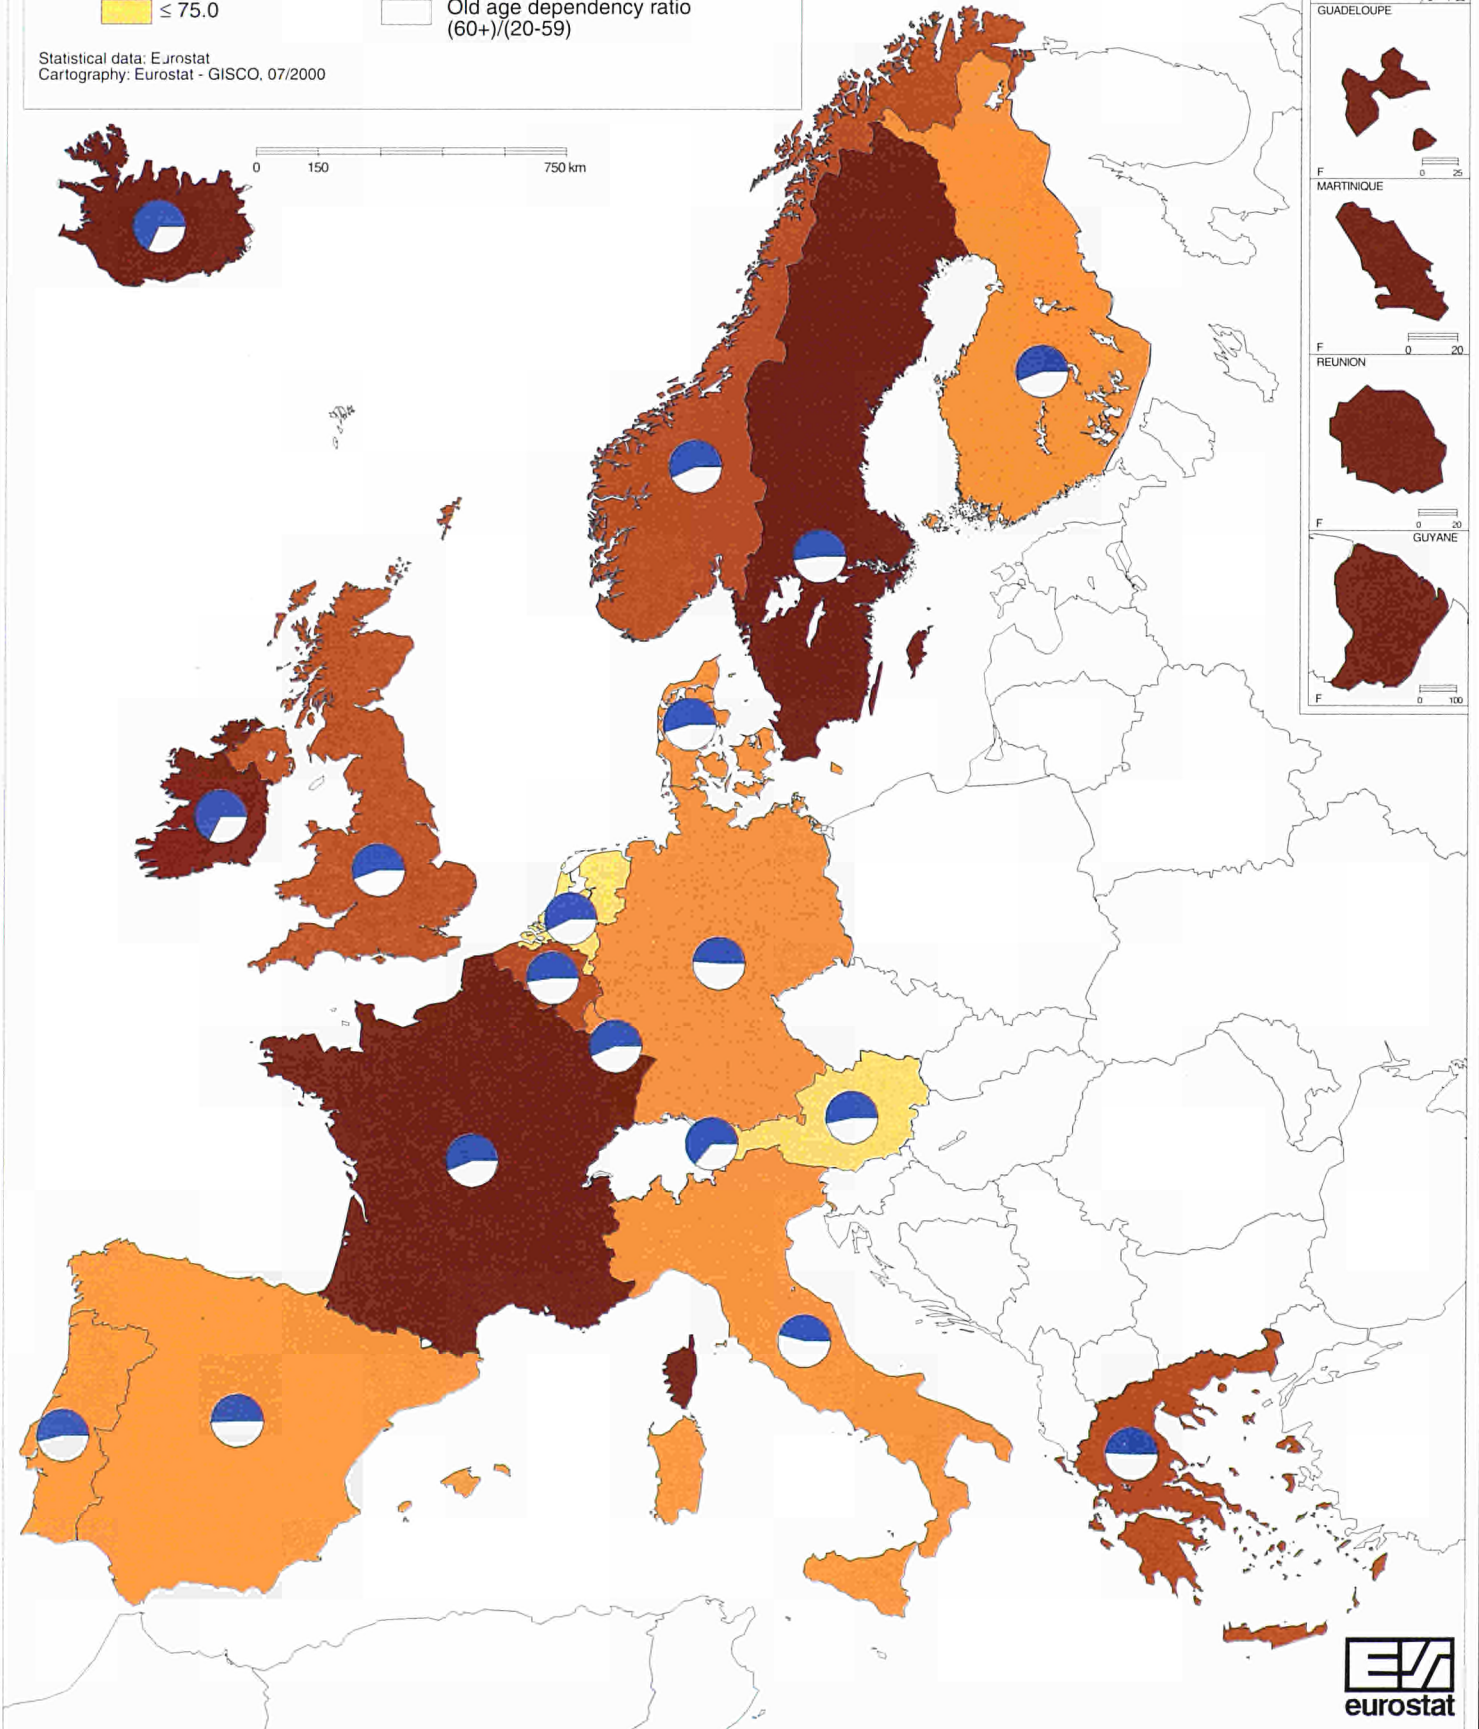 ≤ 75.0
Old age dependency ratio
(60+)/(20-59)
Statistical data: Eurostat
Cartography: Eurostat - GISCO, 07/2000
0 150 750 km
GUADELOUPE
F 0 25
MARTINIQUE
F 0 20
REUNION
F 0 20
GUYANE
F 0 100
eurostat